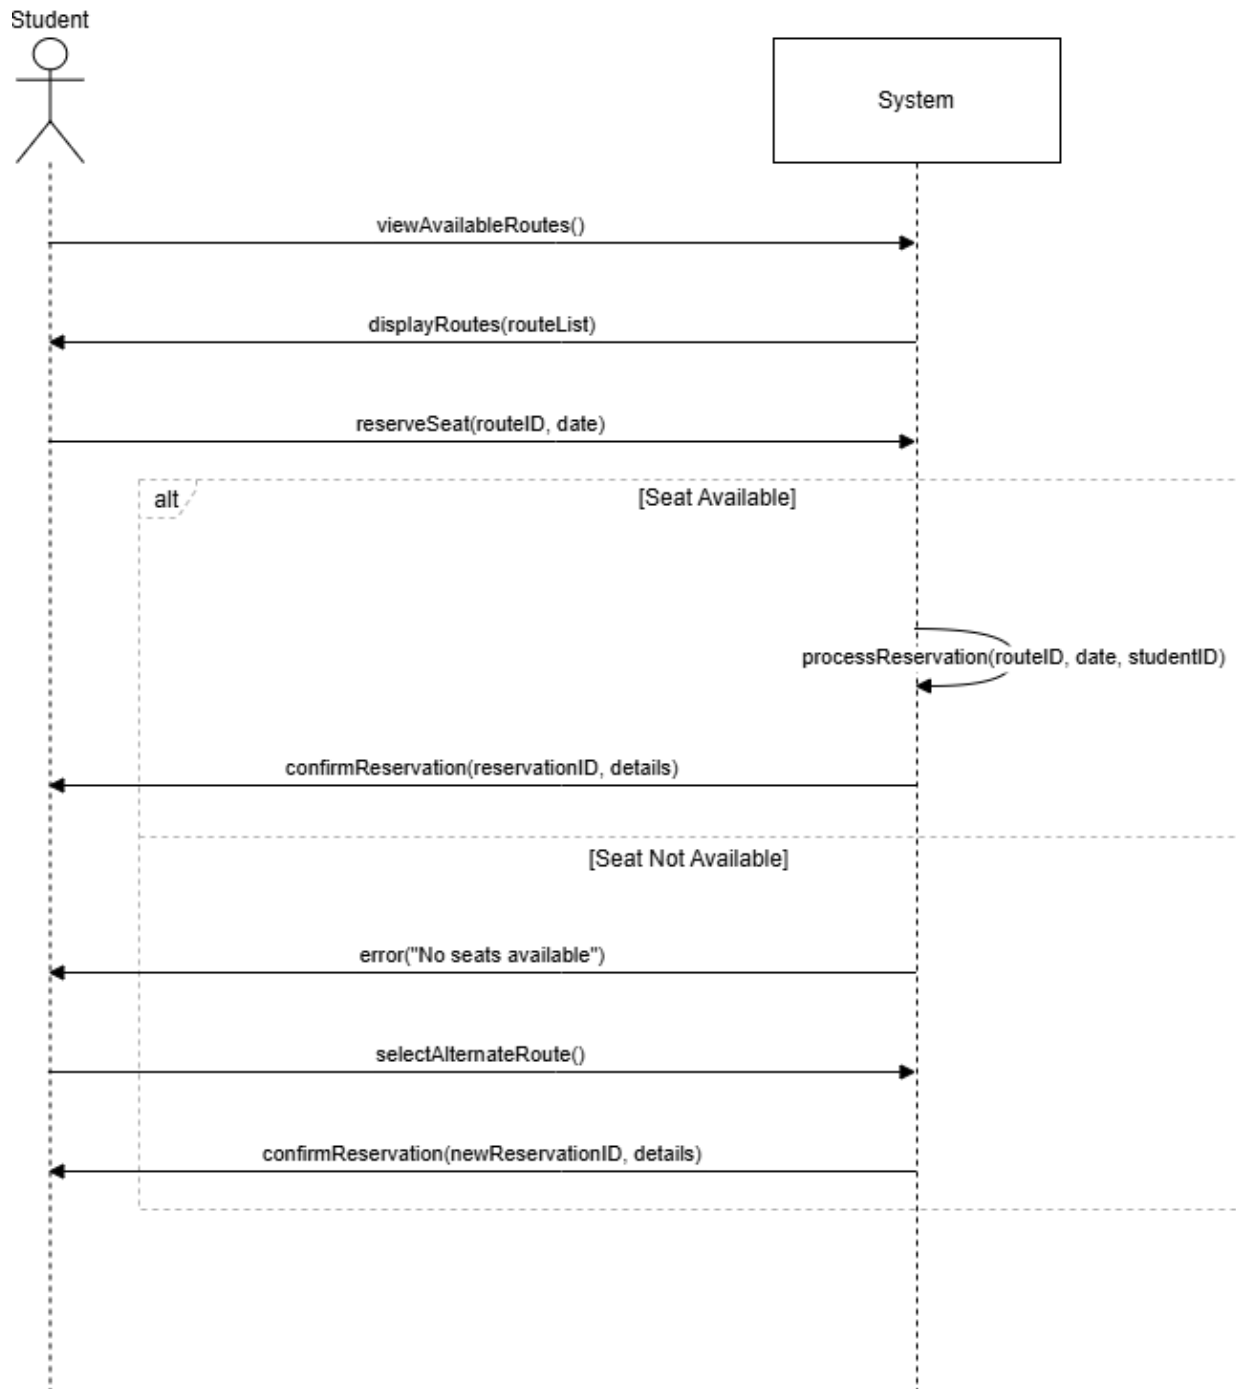 Student
System
viewAvailableRoutes()
displayRoutes(routeList)
reserveSeat(routeID, date)
alt
[Seat Available]
processReservation(routeID, date, studentID)
confirmReservation(reservationID, details)
[Seat Not Available]
error("No seats available")
selectAlternateRoute()
confirmReservation(newReservationID, details)